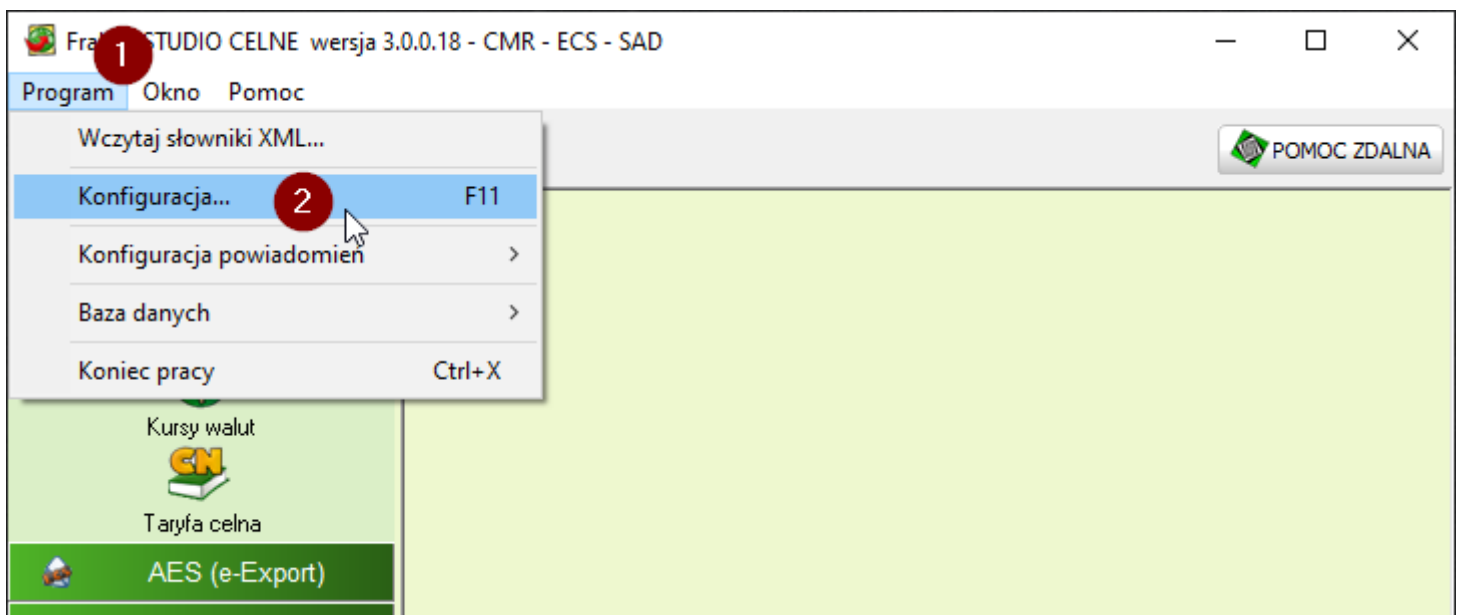 STUDIO CELNE wersja 3.0.0.18 - CMR - ECS - SAD
1
Program Okno Pomoc
Wczytaj słowniki XML...
POMOC ZDALNA
Konfiguracja... 2 F11
Konfiguracja powiadomień
Baza danych
Koniec pracy Ctrl+X
Kursy walut
CN
Taryfa celna
AES (e-Export)